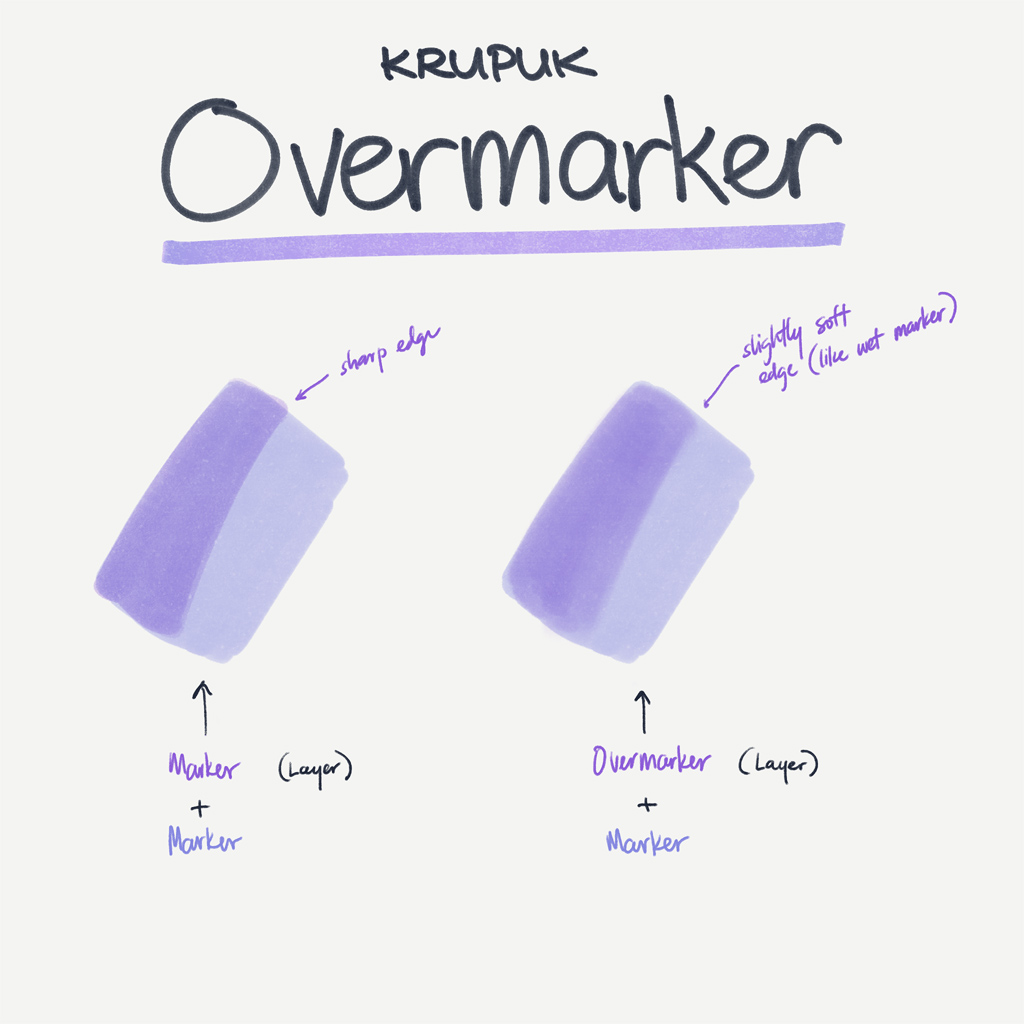 KRUPUK
Overmarker
sharp edge
slightly soft
edge (like wet marker)
Marker (Layer)
+
Marker
Overmarker (Layer)
+
Marker